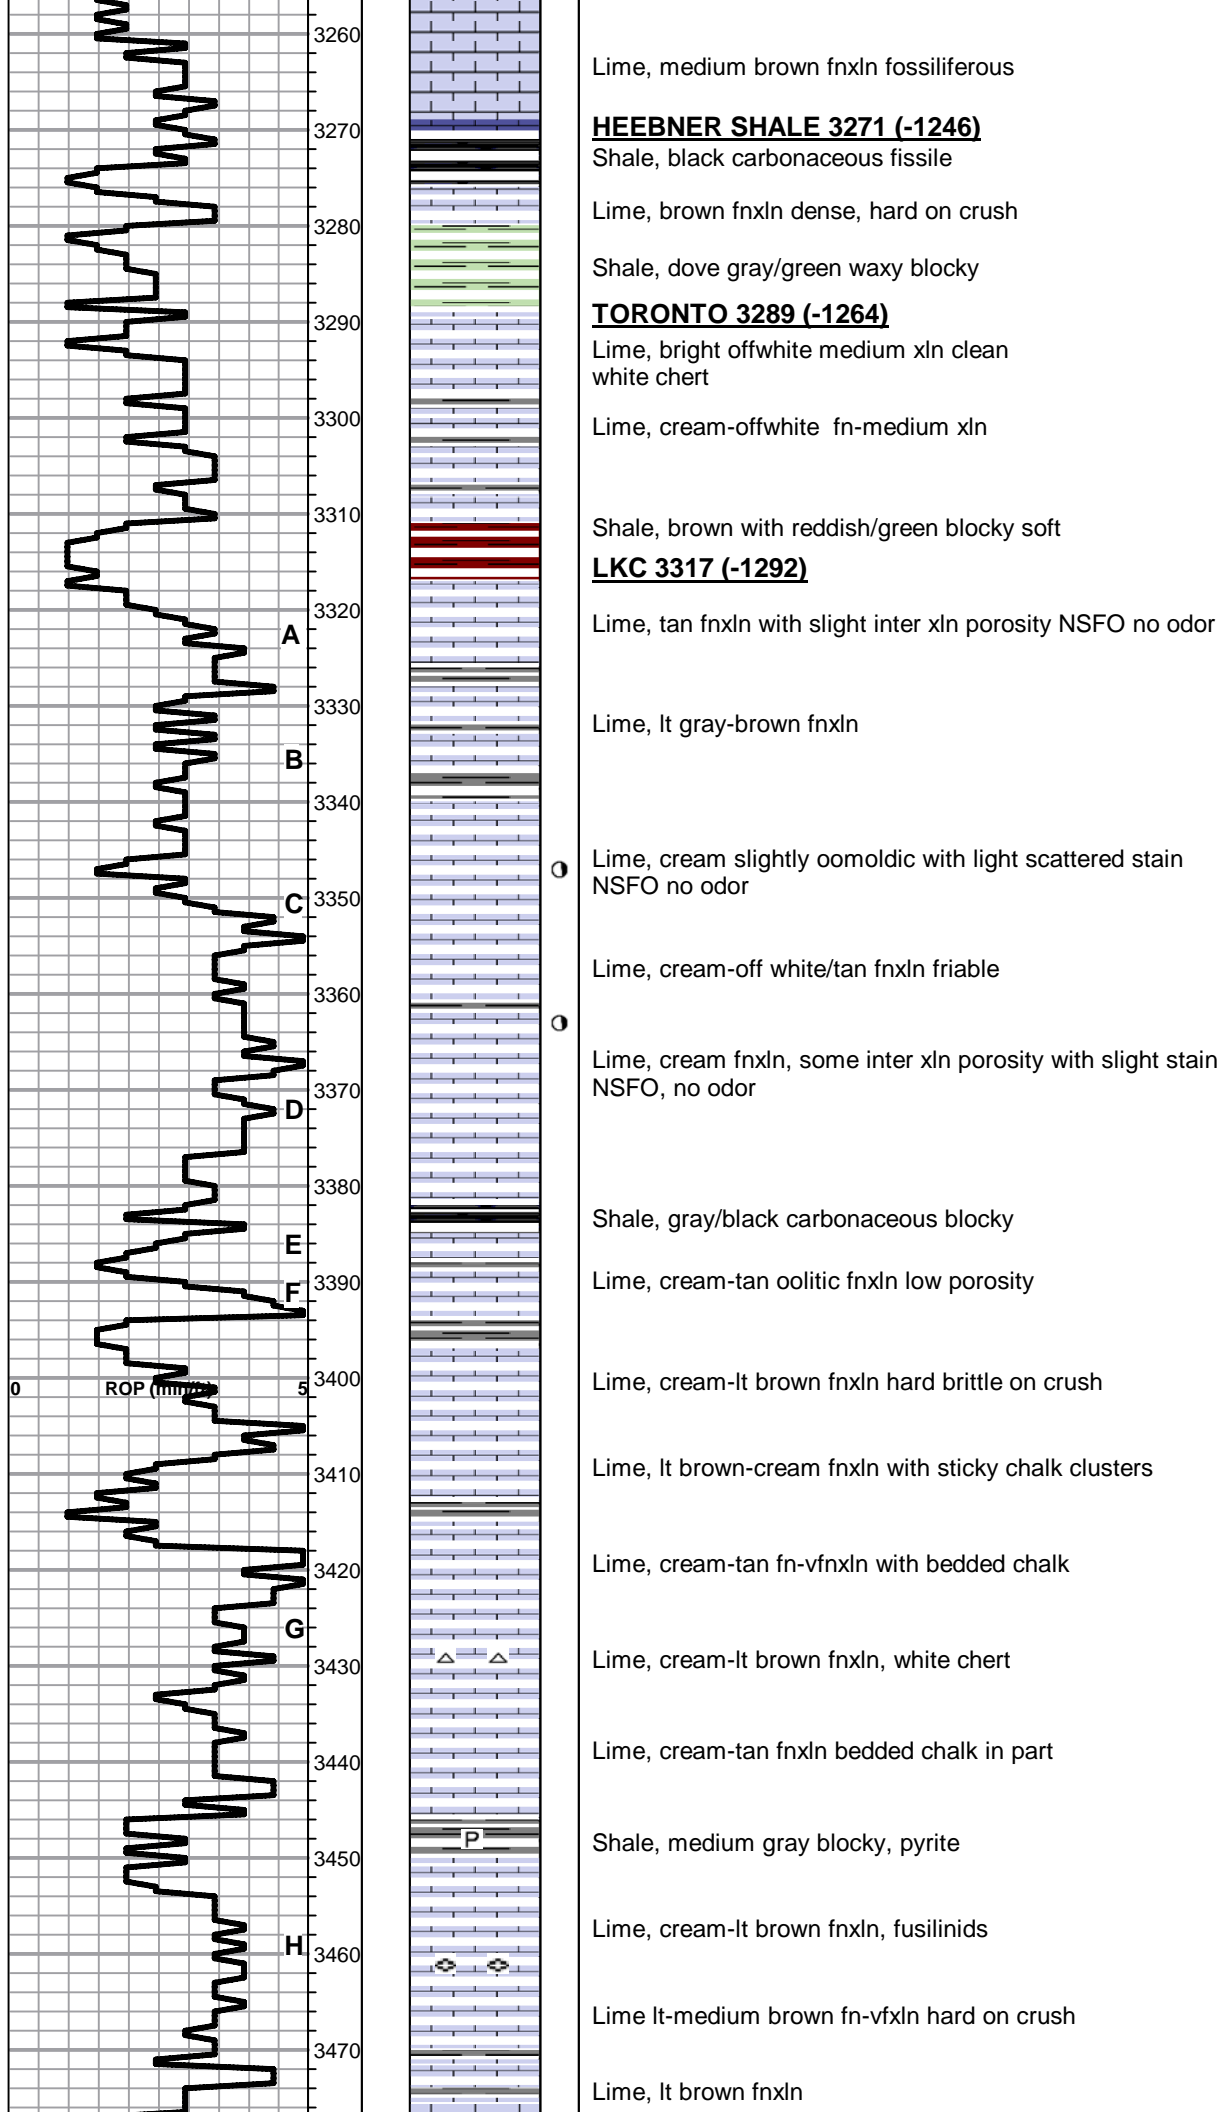 3260
Lime, medium brown fnxln fossiliferous
HEEBNER SHALE 3271 (-1246)
3270
Shale, black carbonaceous fissile
Lime, brown fnxln dense, hard on crush
3280
Shale, dove gray/green waxy blocky
TORONTO 3289 (-1264)
3290
Lime, bright offwhite medium xln clean
white chert
3300
Lime, cream-offwhite fn-medium xln
3310
Shale, brown with reddish/green blocky soft
LKC 3317 (-1292)
3320
A
Lime, tan fnxln with slight inter xln porosity NSFO no odor
3330
Lime, lt gray-brown fnxln
B
3340
Lime, cream slightly oomoldic with light scattered stain
NSFO no odor
C
3350
Lime, cream-off white/tan fnxln friable
3360
Lime, cream fnxln, some inter xln porosity with slight stain
NSFO, no odor
3370
D
3380
Shale, gray/black carbonaceous blocky
E
3390
Lime, cream-tan oolitic fnxln low porosity
F
3400
0 ROP (min/ft) 5
Lime, cream-lt brown fnxln hard brittle on crush
3410
Lime, lt brown-cream fnxln with sticky chalk clusters
3420
Lime, cream-tan fn-vfnxln with bedded chalk
G
3430
Lime, cream-lt brown fnxln, white chert
3440
Lime, cream-tan fnxln bedded chalk in part
P
Shale, medium gray blocky, pyrite
3450
Lime, cream-lt brown fnxln, fusilinids
H
3460
Lime lt-medium brown fn-vfxln hard on crush
3470
Lime, lt brown fnxln